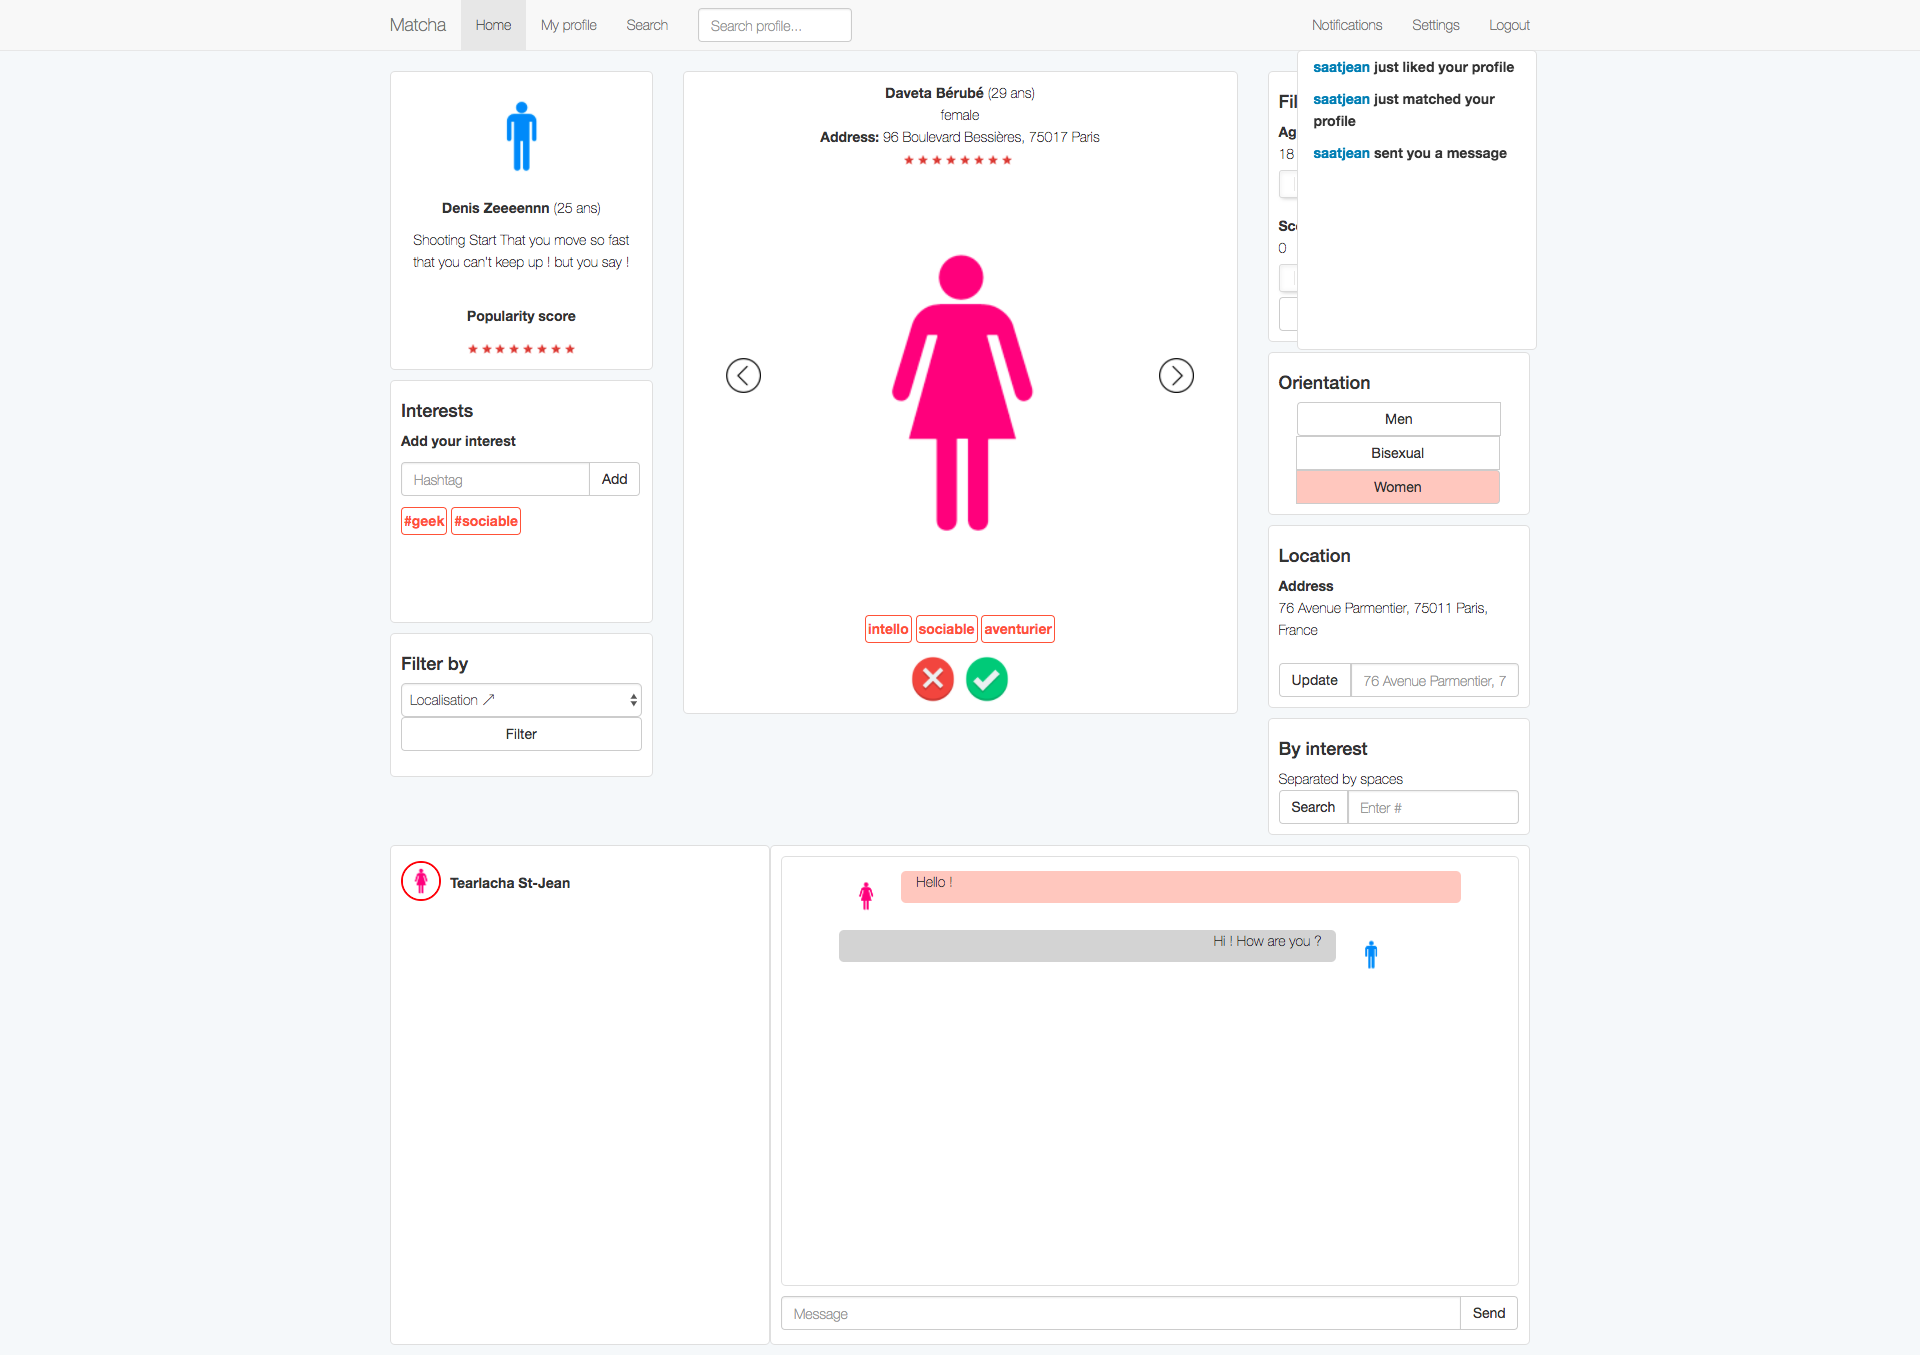 Matcha
Home
My profile
Search
Search profile...
Notifications
Settings
Logout
saatjean just liked your profile
saatjean just matched your
profile
saatjean sent you a message
Denis Zeeeennn (25 ans)
Shooting Start That you move so fast
that you can't keep up ! but you say !
Popularity score
Interests
Add your interest
Hashtag
Add
#geek #sociable
Filter by
Localisation ↗
Filter
Daveta Bérubé (29 ans)
female
Address: 96 Boulevard Bessières, 75017 Paris
intello sociable aventurier
18
0
Orientation
Men
Bisexual
Women
Location
Address
76 Avenue Parmentier, 75011 Paris,
France
Update
76 Avenue Parmentier, 7
By interest
Separated by spaces
Search
Enter #
Tearlacha St-Jean
Hello !
Hi ! How are you ?
Message
Send